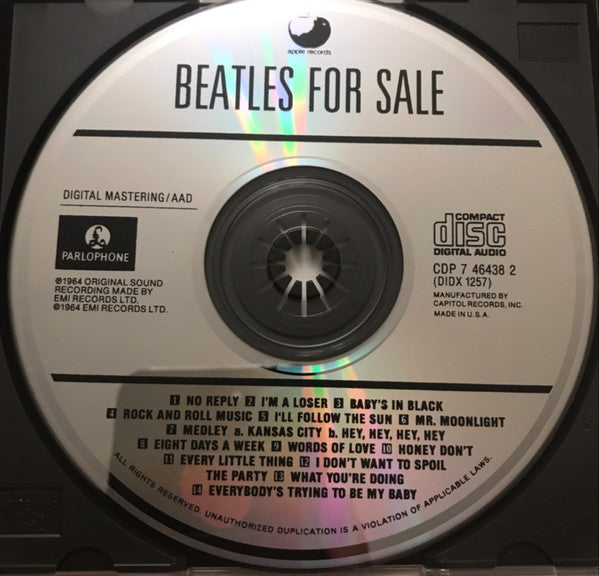 apple records
BEATLES FOR SALE
DIGITAL MASTERING/AAD
PARLOPHONE
℗1964 ORIGINAL SOUND
RECORDING MADE BY
EMI RECORDS LTD.
©1964 EMI RECORDS LTD.
COMPACT
disc
DIGITAL AUDIO
CDP 7 46438 2
(DIDX 1257)
MANUFACTURED BY
CAPITOL RECORDS, INC.
MADE IN U.S.A.
1 NO REPLY 2 I'M A LOSER 3 BABY'S IN BLACK
4 ROCK AND ROLL MUSIC 5 I'LL FOLLOW THE SUN 6 MR. MOONLIGHT
7 MEDLEY a. KANSAS CITY b. HEY, HEY, HEY, HEY
8 EIGHT DAYS A WEEK 9 WORDS OF LOVE 10 HONEY DON'T
11 EVERY LITTLE THING 12 I DON'T WANT TO SPOIL
THE PARTY 13 WHAT YOU'RE DOING
14 EVERYBODY'S TRYING TO BE MY BABY
ALL RIGHTS RESERVED. UNAUTHORIZED DUPLICATION IS A VIOLATION OF APPLICABLE LAWS.